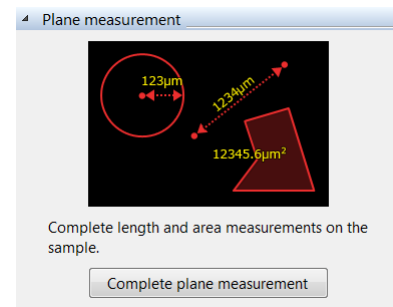 Plane measurement
123µm
1234µm
12345.6µm²
Complete length and area measurements on the
sample.
Complete plane measurement